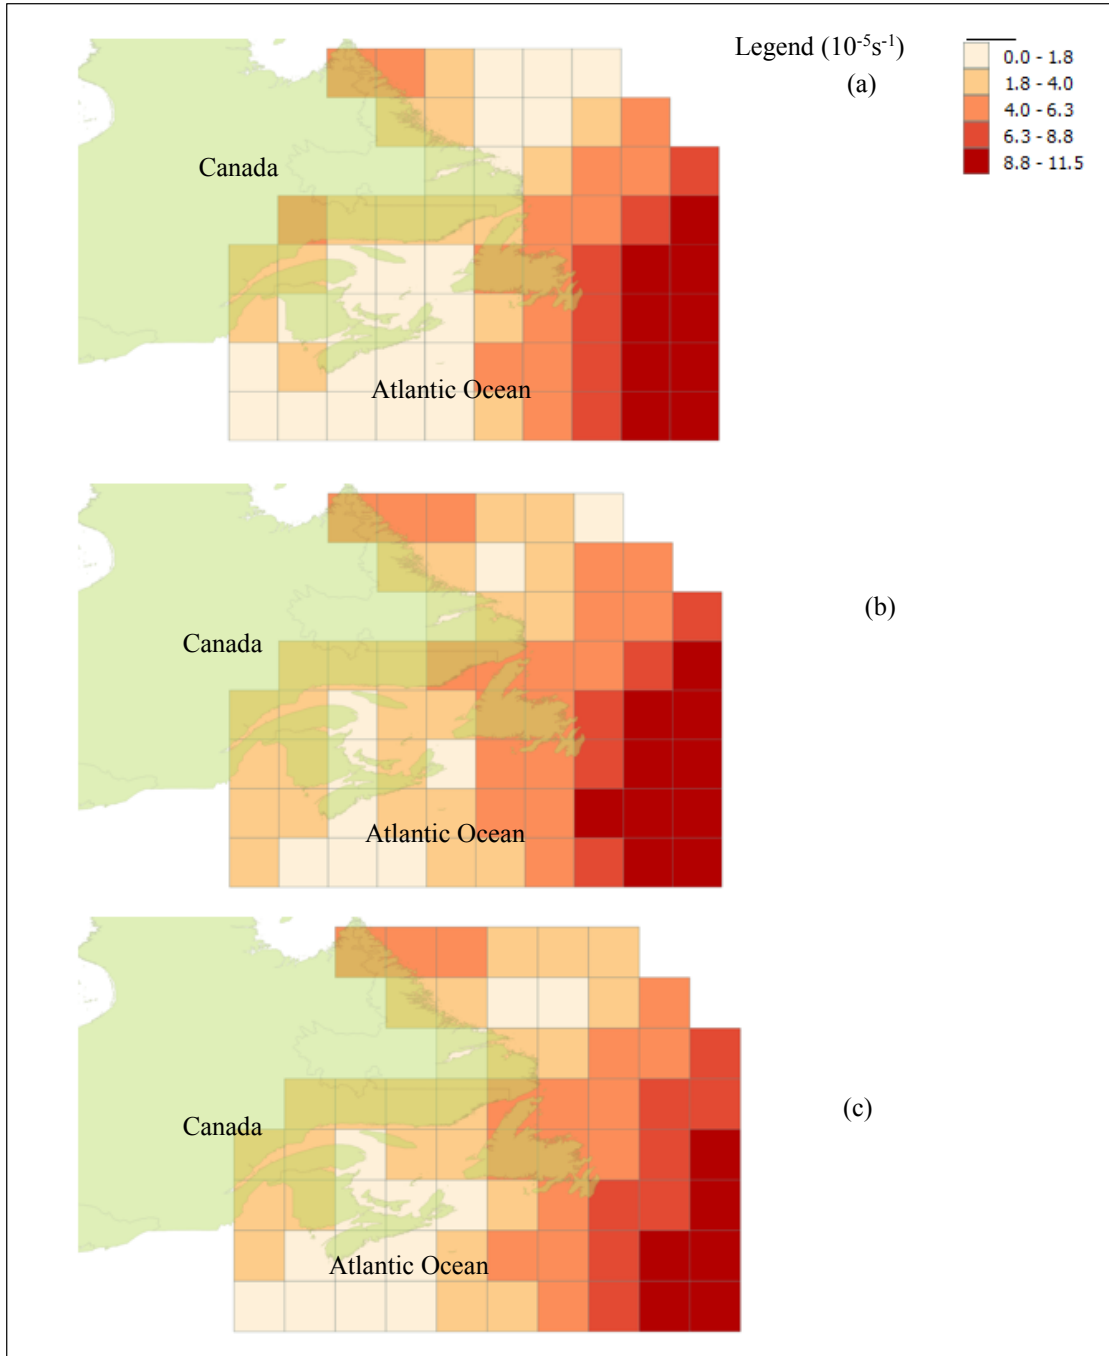 Legend (10⁻⁵s⁻¹)
(a)
0.0 - 1.8
1.8 - 4.0
4.0 - 6.3
6.3 - 8.8
8.8 - 11.5
Canada
Atlantic Ocean
(b)
Canada
Atlantic Ocean
(c)
Canada
Atlantic Ocean